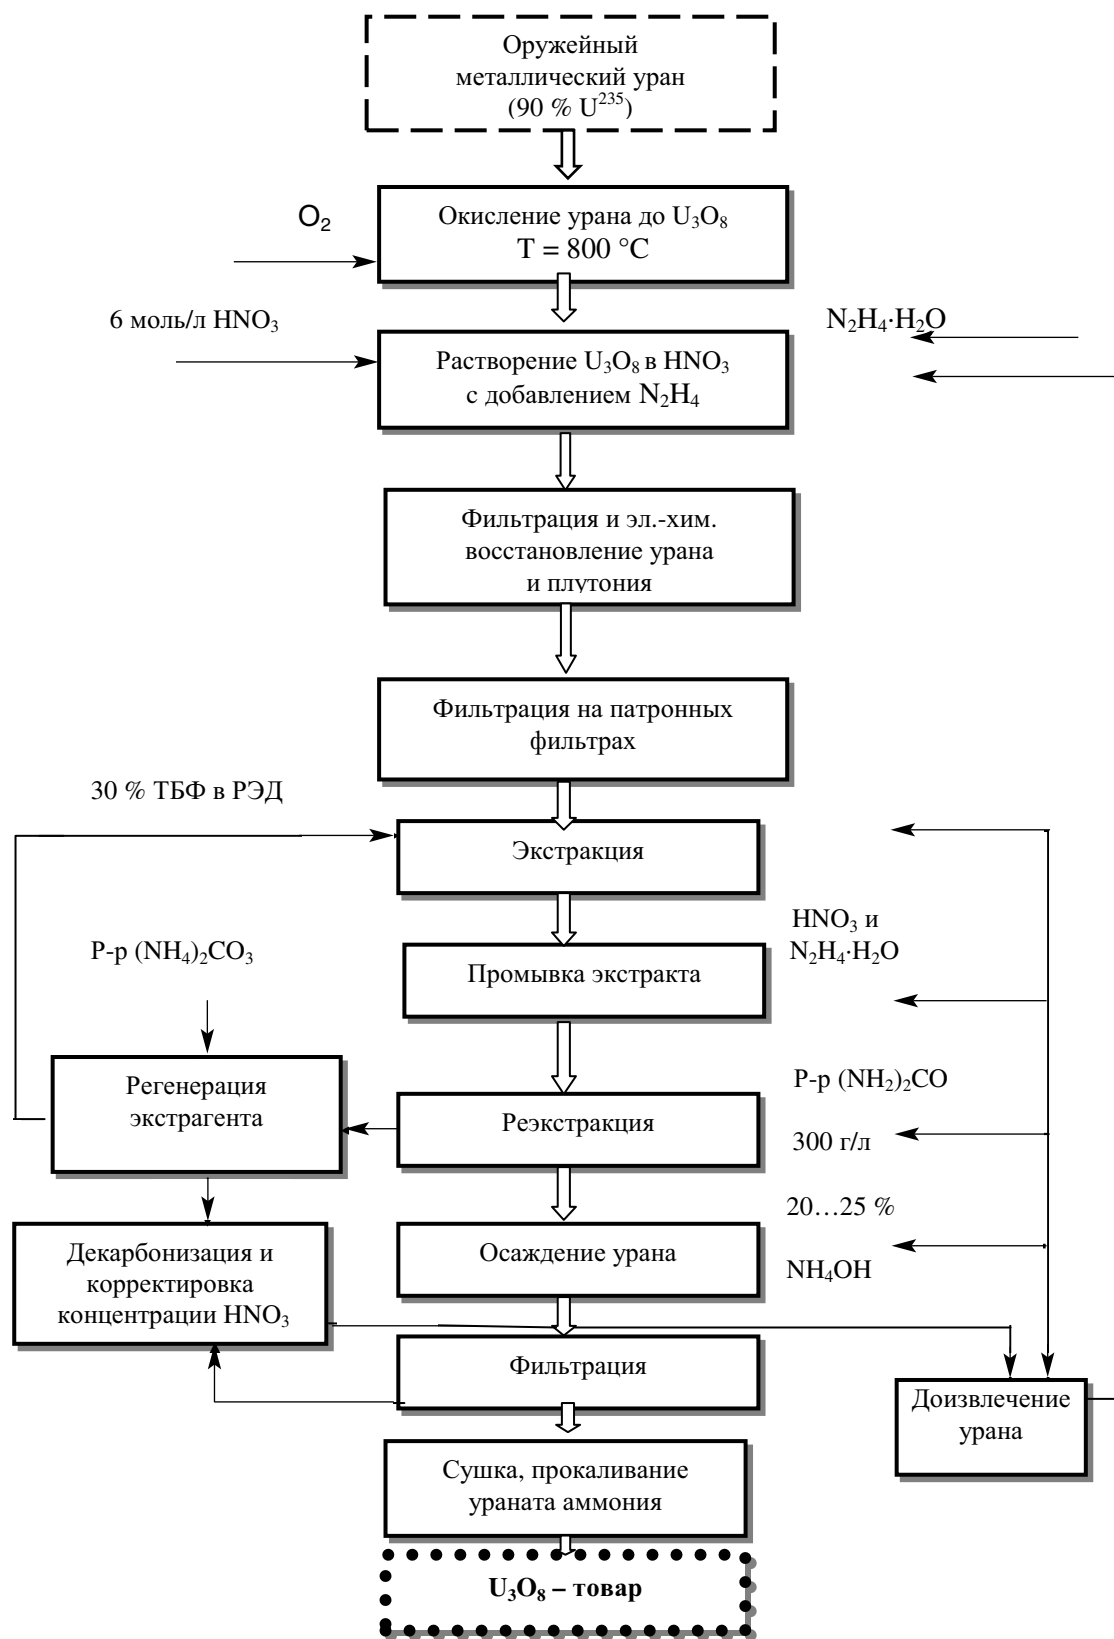 Оружейный
металлический уран
(90 % U²³⁵)
O₂
Окисление урана до U₃O₈
T = 800 °C
6 моль/л HNO₃
N₂H₄·H₂O
Растворение U₃O₈ в HNO₃
с добавлением N₂H₄
Фильтрация и эл.-хим.
восстановление урана
и плутония
Фильтрация на патронных
фильтрах
30 % ТБФ в РЭД
Экстракция
HNO₃ и
N₂H₄·H₂O
Р-р (NH₄)₂CO₃
Промывка экстракта
Регенерация
экстрагента
Реэкстракция
Р-р (NH₂)₂CO
300 г/л
20…25 %
NH₄OH
Декарбонизация и
корректировка
концентрации HNO₃
Осаждение урана
Фильтрация
Доизвлечение
урана
Сушка, прокаливание
ураната аммония
U₃O₈ – товар